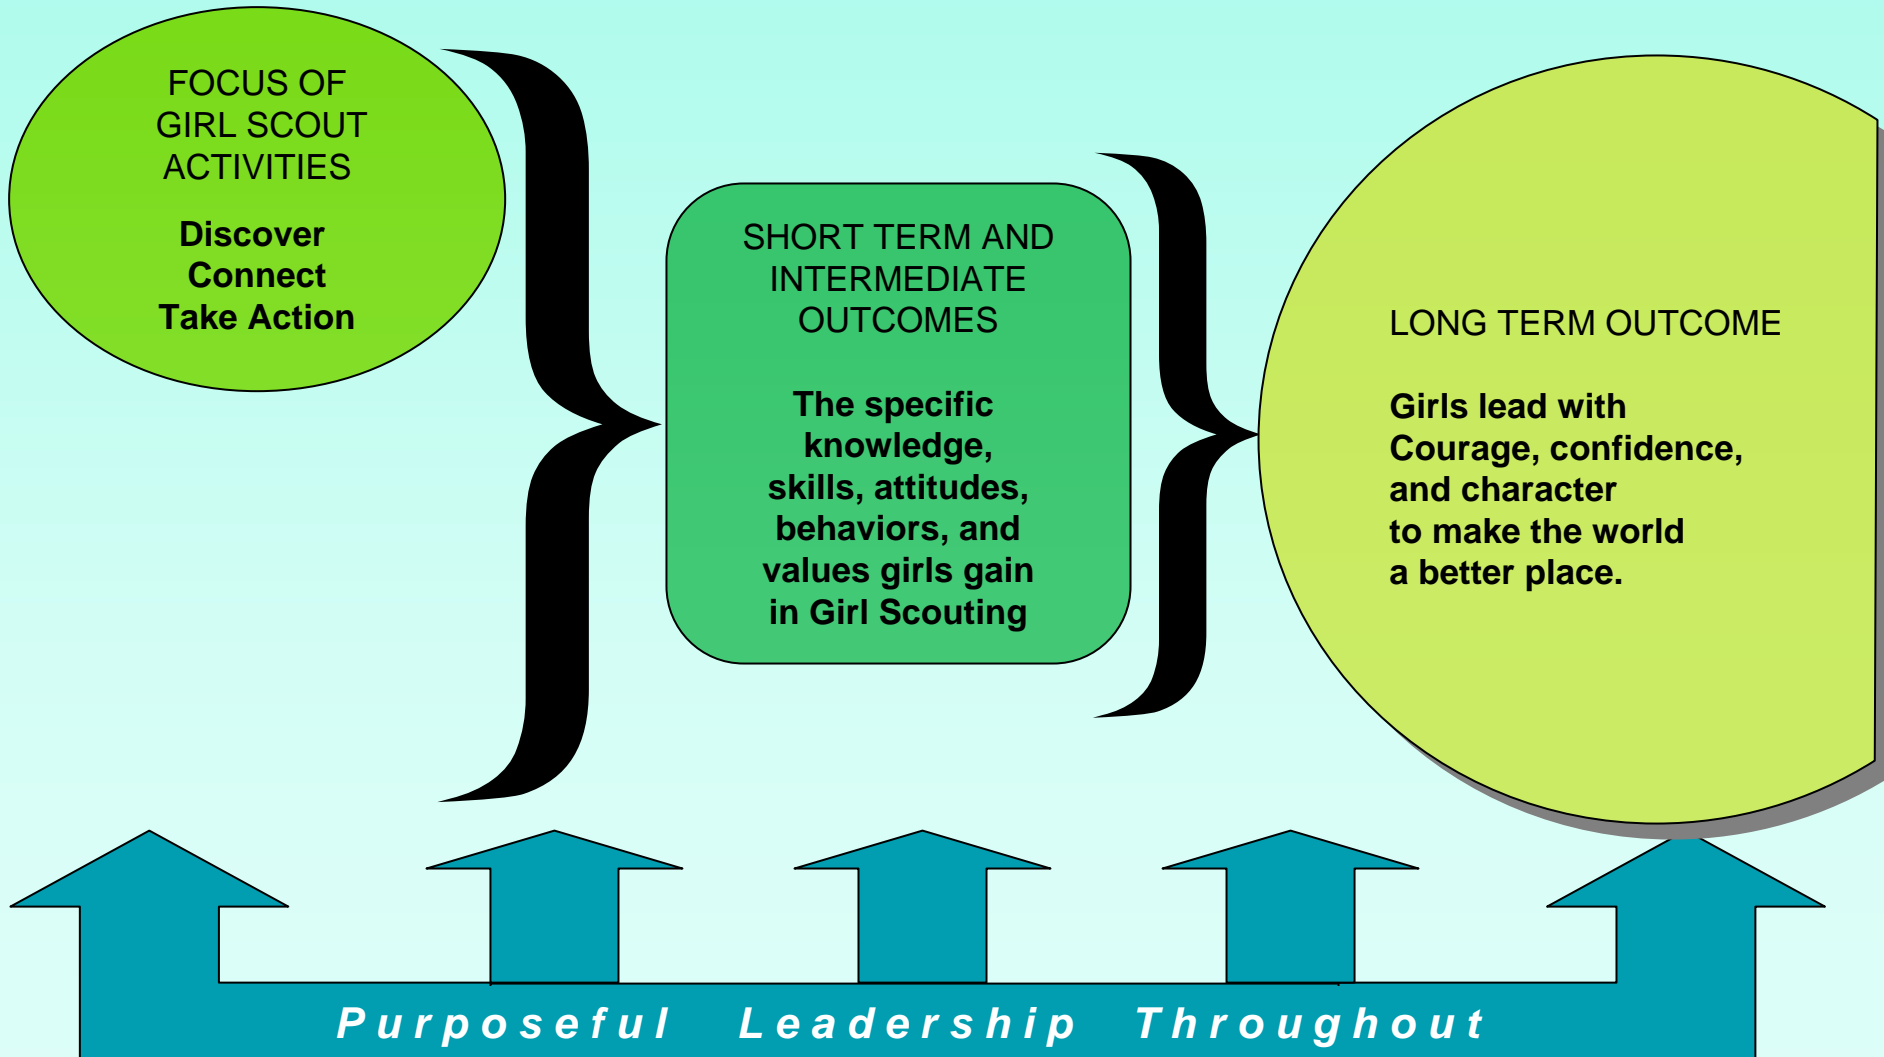 FOCUS OF
GIRL SCOUT
ACTIVITIES
Discover
Connect
Take Action
SHORT TERM AND
INTERMEDIATE
OUTCOMES
The specific
knowledge,
skills, attitudes,
behaviors, and
values girls gain
in Girl Scouting
LONG TERM OUTCOME
Girls lead with
Courage, confidence,
and character
to make the world
a better place.
Purposeful Leadership Throughout